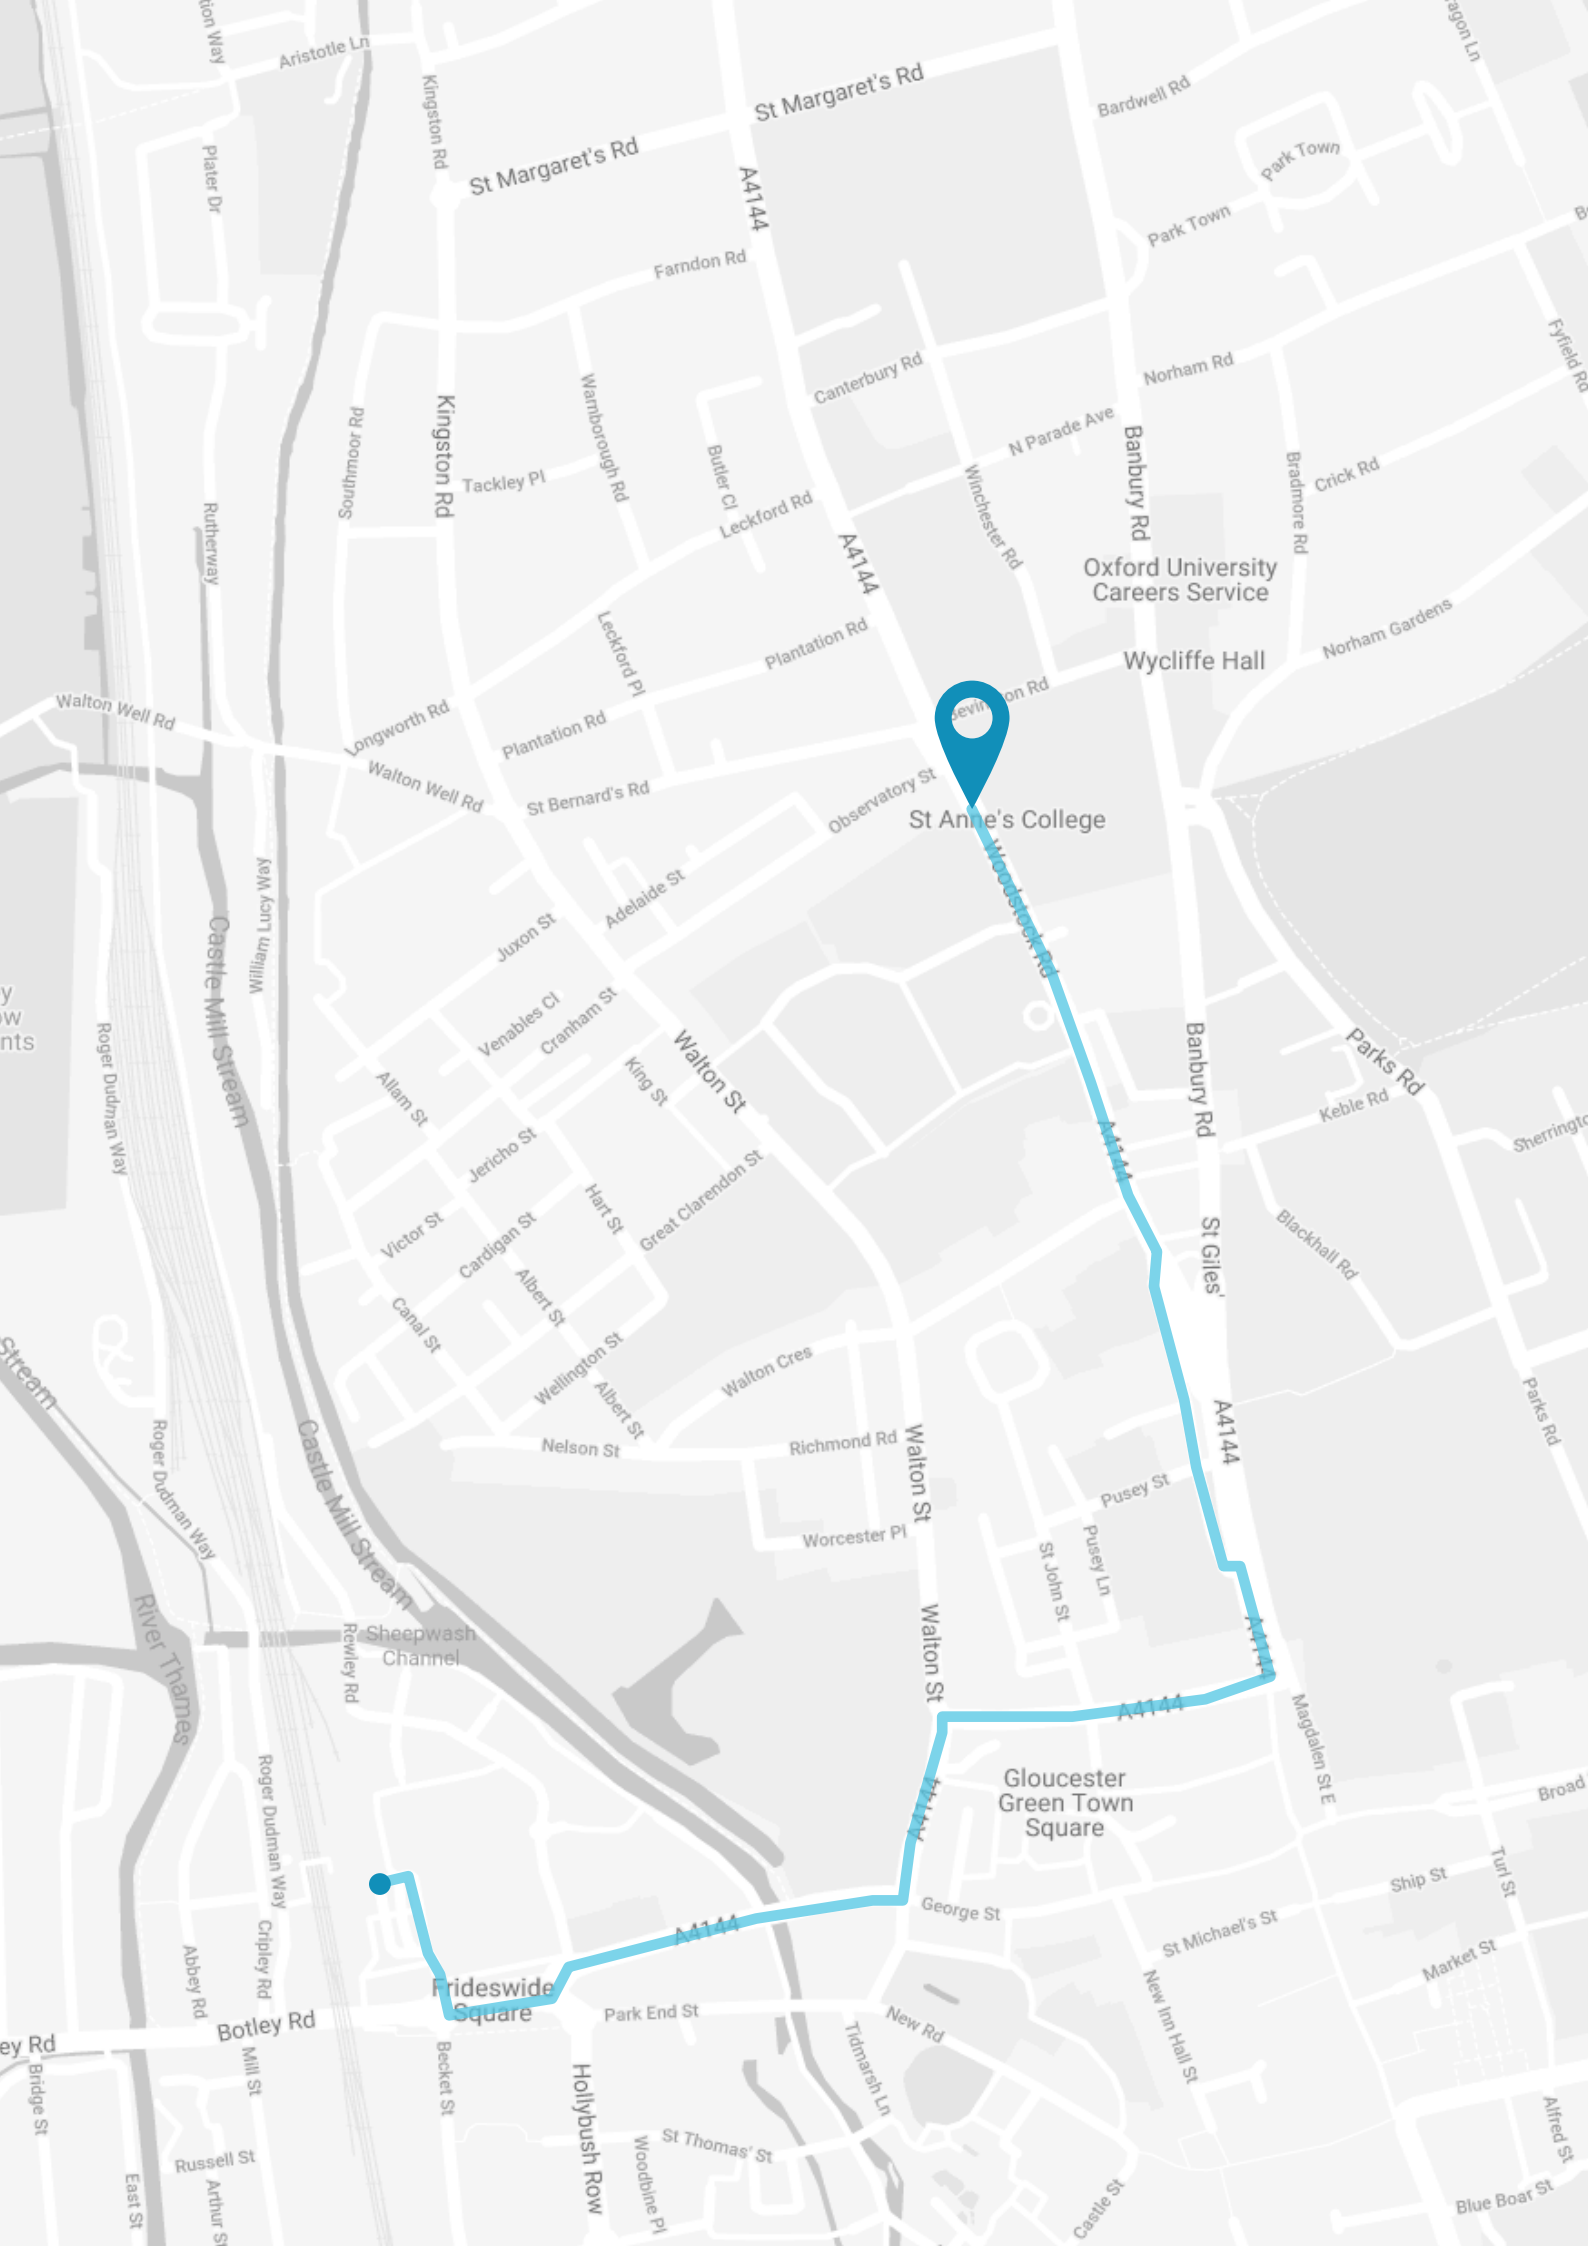 Aristotle Ln
Kingston Rd
St Margaret's Rd
St Margaret's Rd
Bardwell Rd
Park Town
Park Town
Plater Dr
A4144
Farndon Rd
Fyfield Rd
Canterbury Rd
Norham Rd
N Parade Ave
Banbury Rd
Southmoor Rd
Kingston Rd
Warnborough Rd
Tackley Pl
Butler Cl
Leckford Rd
Winchester Rd
Bradmore Rd
Crick Rd
Rutherway
A4144
Oxford University
Careers Service
Leckford Pl
Plantation Rd
Norham Gardens
Wycliffe Hall
Walton Well Rd
Longworth Rd
Plantation Rd
Walton Well Rd
St Bernard's Rd
Observatory St
St Anne's College
Woodstock Rd
William Lucy Way
Adelaide St
Juxon St
Castle Mill Stream
Venables Cl
Cranham St
Roger Dudman Way
Walton St
King St
Allam St
Banbury Rd
Parks Rd
Keble Rd
A4144
Jericho St
Great Clarendon St
Hart St
Victor St
Cardigan St
St Giles'
Blackhall Rd
Albert St
Canal St
Wellington St
Walton Cres
Albert St
Parks Rd
Stream
Castle Mill Stream
Roger Dudman Way
Nelson St
Richmond Rd
Walton St
A4144
Pusey St
Worcester Pl
Pusey Ln
St John St
River Thames
Sheepwash
Channel
Rewley Rd
Walton St
A4144
A4144
Magdalen St E
Roger Dudman Way
Gloucester
Green Town
Square
A4144
Broad
Turl St
Ship St
George St
A4144
St Michael's St
Market St
Abbey Rd
Cripley Rd
New Inn Hall St
Frideswide
Square
Park End St
New Rd
Botley Rd
ey Rd
Bridge St
Mill St
Becket St
Hollybush Row
Tidmarsh Ln
St Thomas' St
Woodbine Pl
Russell St
East St
Castle St
Alfred St
Blue Boar St